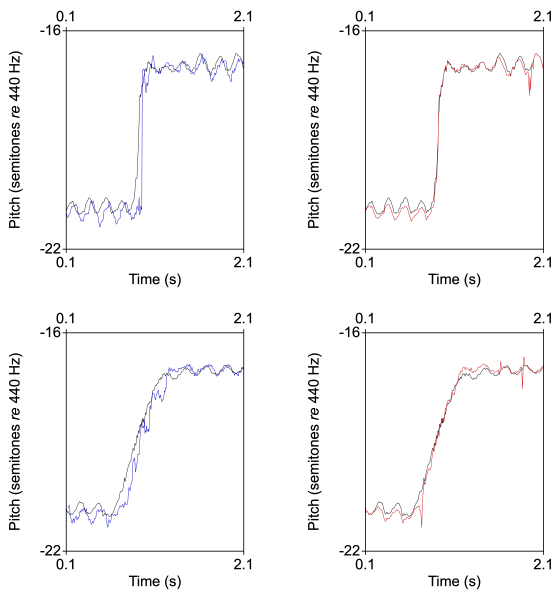 0.1 2.1 0.1 2.1
-16 -16
Pitch (semitones re 440 Hz) Pitch (semitones re 440 Hz)
-22 -22
0.1 2.1 0.1 2.1
Time (s) Time (s)
0.1 2.1 0.1 2.1
-16 -16
Pitch (semitones re 440 Hz) Pitch (semitones re 440 Hz)
-22 -22
0.1 2.1 0.1 2.1
Time (s) Time (s)